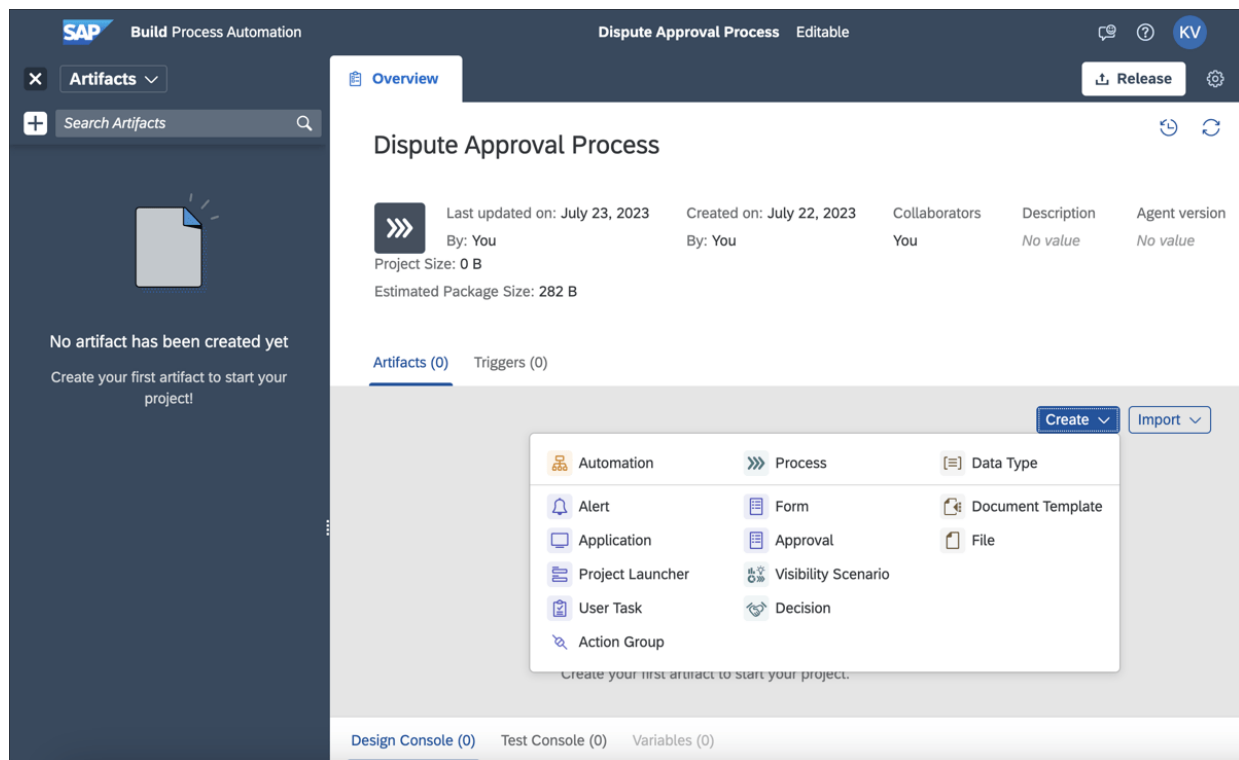 SAP Build Process Automation Dispute Approval Process Editable KV
Artifacts Overview Release
Search Artifacts
Dispute Approval Process
Last updated on: July 23, 2023 Created on: July 22, 2023 Collaborators Description Agent version
By: You By: You You No value No value
Project Size: 0 B
Estimated Package Size: 282 B
No artifact has been created yet
Create your first artifact to start your
project!
Artifacts (0) Triggers (0)
Create Import
Automation Process Data Type
Alert Form Document Template
Application Approval File
Project Launcher Visibility Scenario
User Task Decision
Action Group
Create your first artifact to start your project.
Design Console (0) Test Console (0) Variables (0)